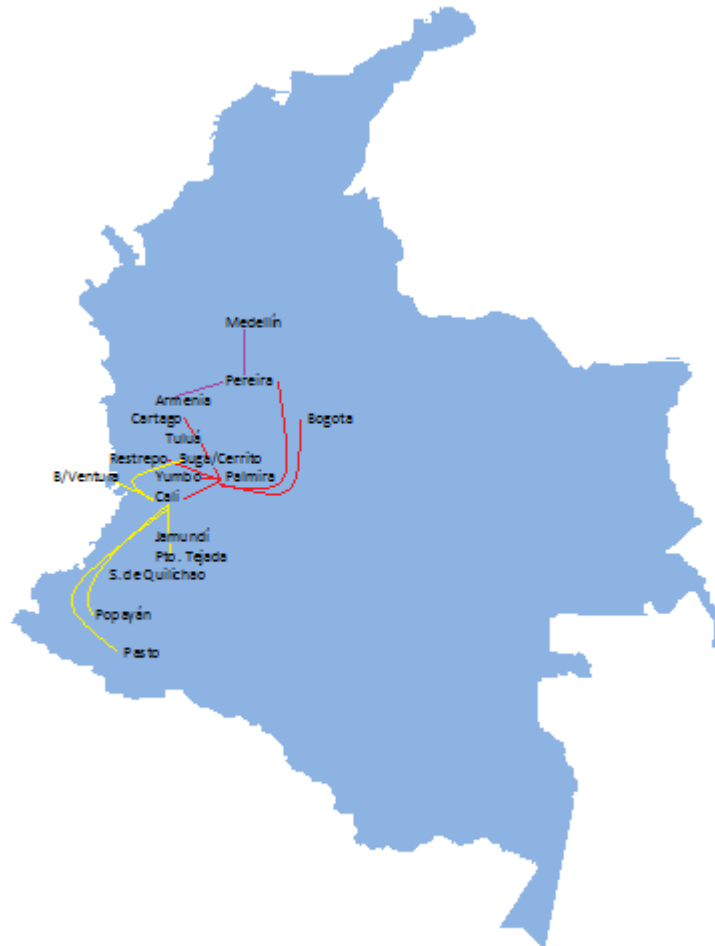 Medellín
Pereira
Armenia
Cartago
Bogota
Tuluá
Restrepo
Buga/Cerrito
B/Ventura
Yumbo
Palmira
Cali
Jamundí
Pto. Tejada
S. de Quilichao
Popayán
Pasto